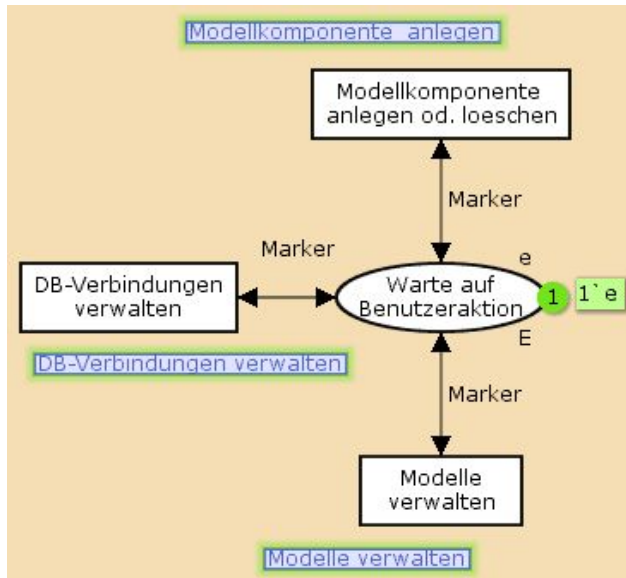 Modellkomponente anlegen
Modellkomponente
anlegen od. loeschen
Marker
Marker
e
DB-Verbindungen
verwalten
Warte auf
Benutzeraktion
1
1`e
E
DB-Verbindungen verwalten
Marker
Modelle
verwalten
Modelle verwalten